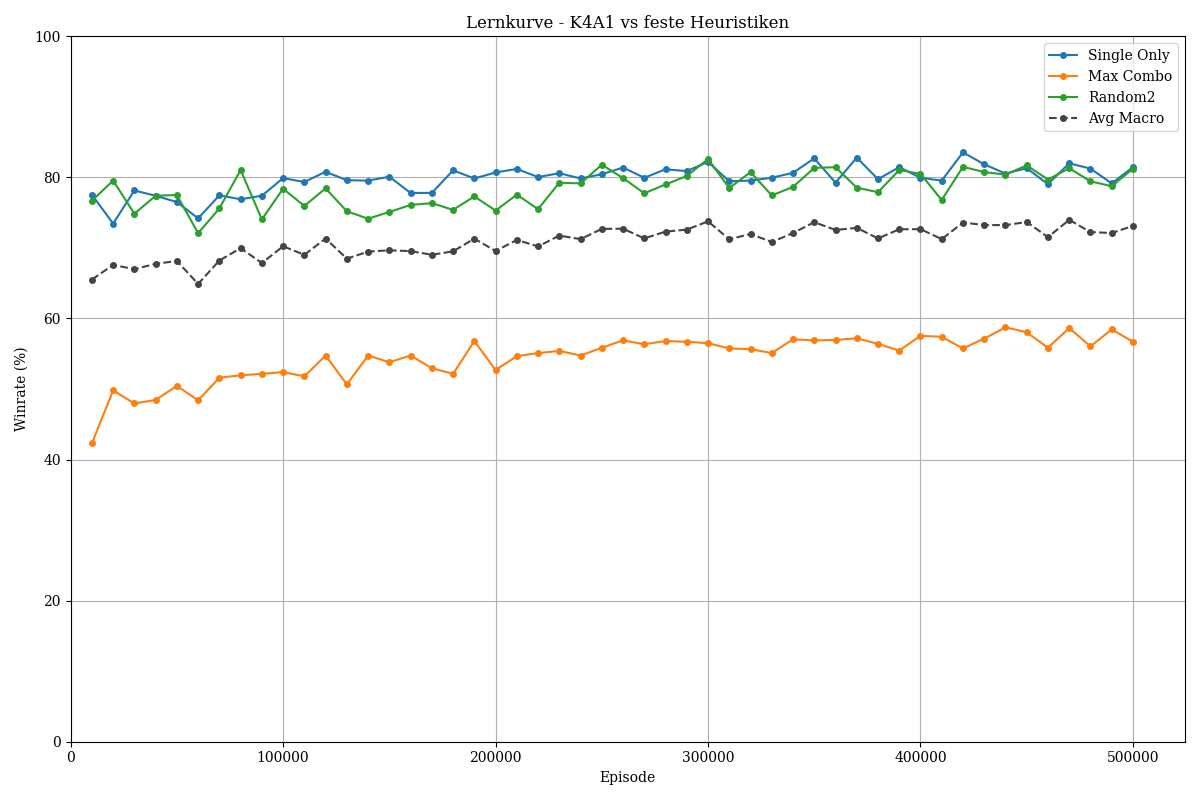 Lernkurve - K4A1 vs feste Heuristiken
100
80
60
40
20
0
Winrate (%)
Single Only
Max Combo
Random2
Avg Macro
0 100000 200000 300000 400000 500000
Episode